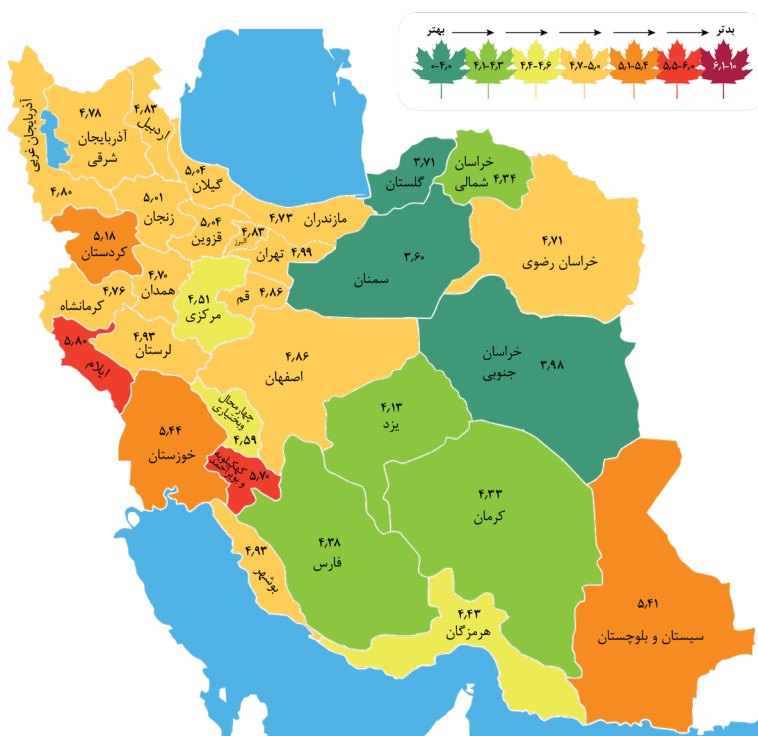 بهتر
بدتر
۰-۴٫۰
۴٫۱-۴٫۳
۴٫۴-۴٫۶
۴٫۷-۵٫۰
۵٫۱-۵٫۴
۵٫۵-۶٫۰
۶٫۱-۱۰
آذربایجان غربی
۴٫۸۰
۴٫۷۸
آذربایجان
شرقی
۴٫۸۳
اردبیل
۵٫۰۴
گیلان
۵٫۰۱
زنجان
۵٫۰۴
قزوین
۴٫۸۳
البرز
۴٫۷۳
مازندران
۴٫۹۹
تهران
۳٫۷۱
گلستان
خراسان
شمالی
۴٫۳۴
۴٫۷۱
خراسان رضوی
۳٫۶۰
سمنان
۵٫۱۸
کردستان
۴٫۷۰
همدان
۴٫۷۶
کرمانشاه
۴٫۵۱
مرکزی
۴٫۸۶
قم
۴٫۹۳
لرستان
۵٫۸۰
ایلام
۴٫۸۶
اصفهان
خراسان
جنوبی
۳٫۹۸
۴٫۱۳
یزد
چهارمحال
وبختیاری
۴٫۵۹
۵٫۴۴
خوزستان
۵٫۷۰
کهکیلویه
و بویراحمد
۴٫۳۳
کرمان
۴٫۳۸
فارس
۴٫۹۳
بوشهر
۴٫۴۳
هرمزگان
۵٫۴۱
سیستان و بلوچستان